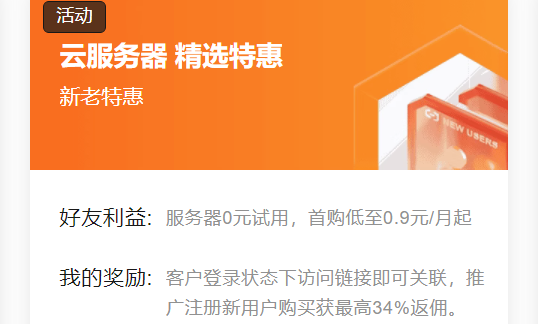 活动
云服务器 精选特惠
新老特惠
NEW USERS
好友利益: 服务器0元试用，首购低至0.9元/月起
我的奖励: 客户登录状态下访问链接即可关联，推
广注册新用户购买获最高34%返佣。